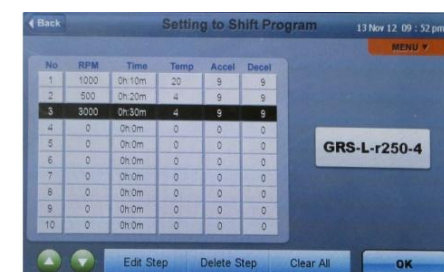 Back
Setting to Shift Program
13 Nov 12 09 : 52 pm
MENU
No RPM Time Temp Accel Decel
1 1000 0h:10m 20 9 9
2 500 0h:20m 4 9 9
3 3000 0h:30m 4 9 9
4 0 0h:0m 0 0 0
5 0 0h:0m 0 0 0
6 0 0h:0m 0 0 0
7 0 0h:0m 0 0 0
8 0 0h:0m 0 0 0
9 0 0h:0m 0 0 0
10 0 0h:0m 0 0 0
GRS-L-r250-4
Edit Step
Delete Step
Clear All
OK